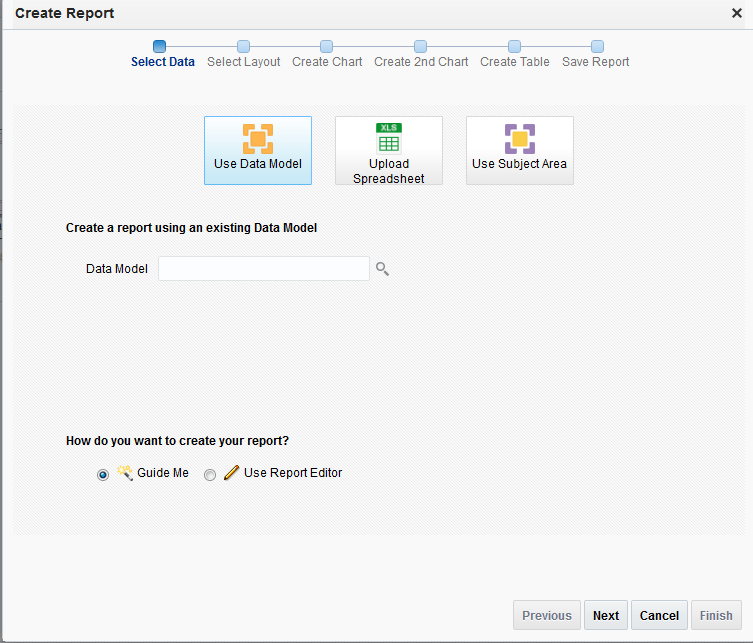 Create Report
Select Data Select Layout Create Chart Create 2nd Chart Create Table Save Report
XLS
Use Data Model Upload Use Subject Area
Spreadsheet
Create a report using an existing Data Model
Data Model
How do you want to create your report?
Guide Me Use Report Editor
Previous Next Cancel Finish